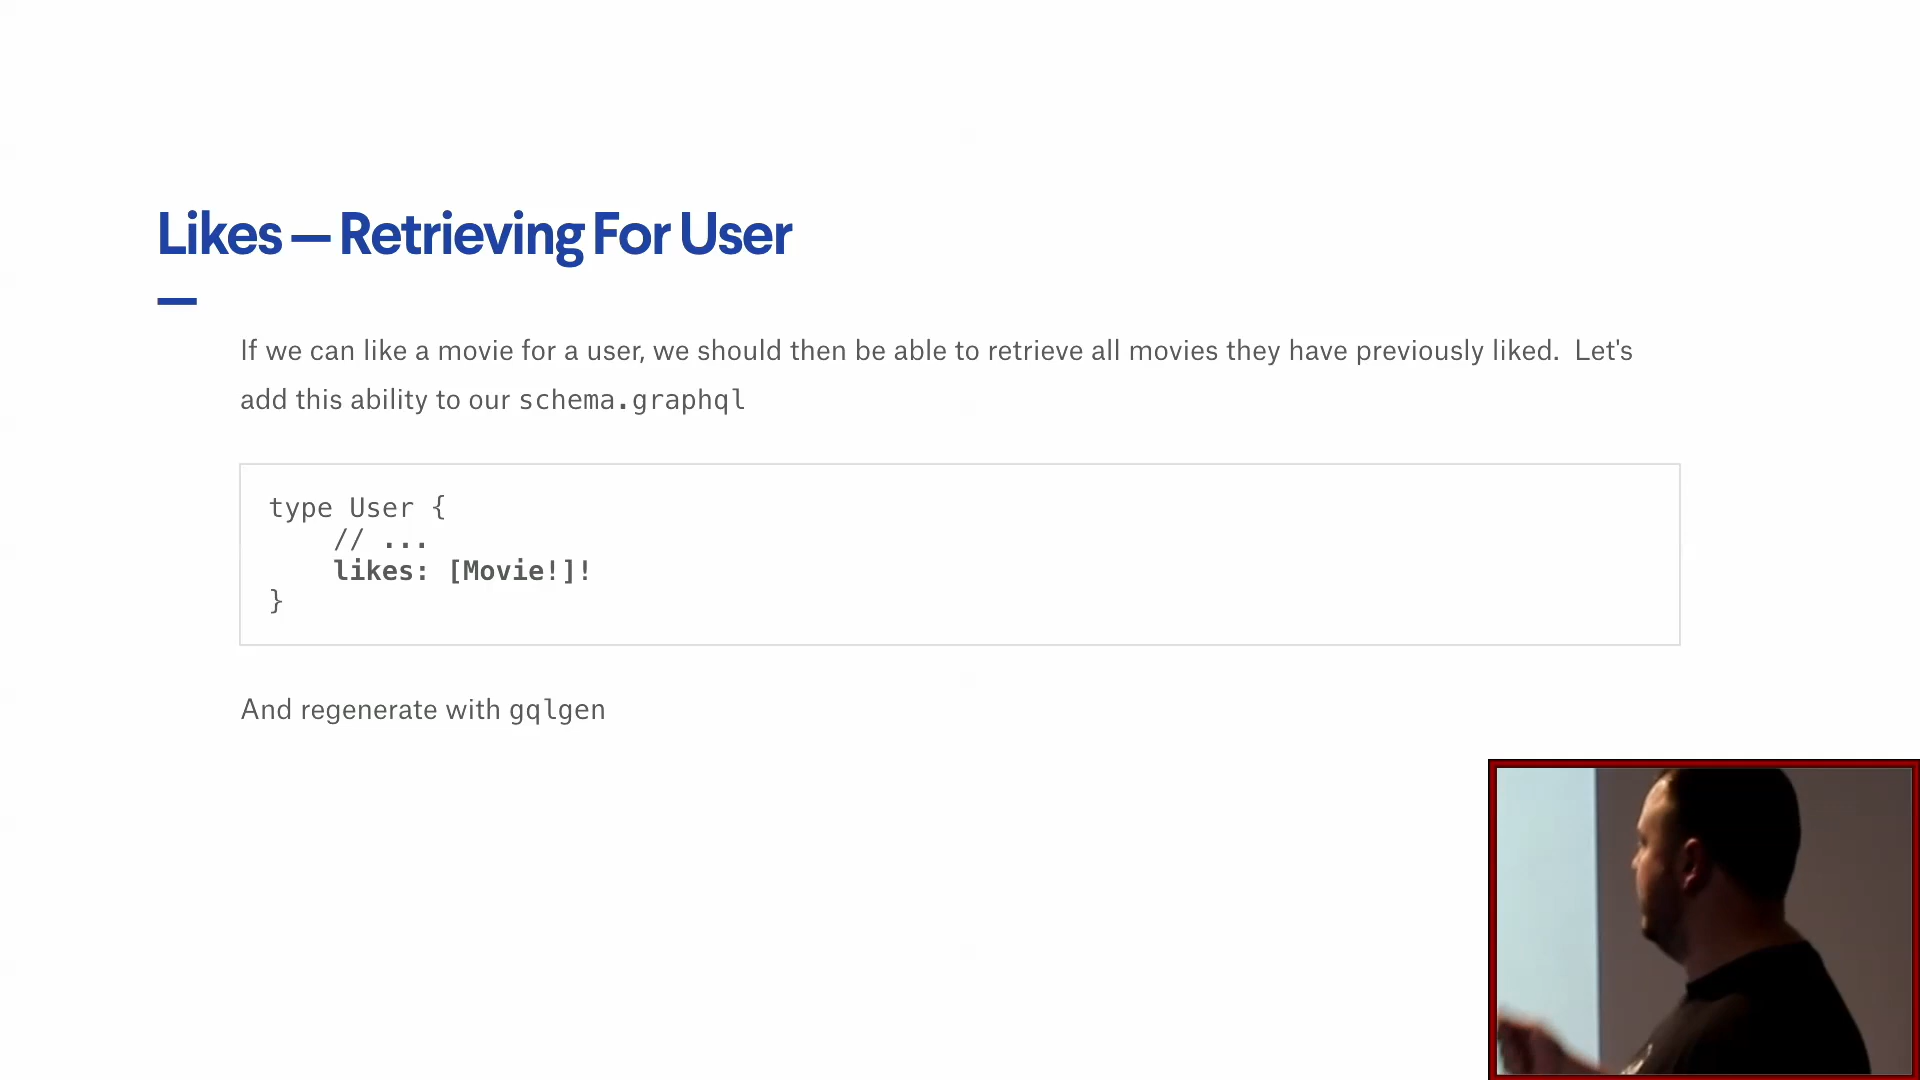 Likes — Retrieving For User
If we can like a movie for a user, we should then be able to retrieve all movies they have previously liked.  Let's
add this ability to our schema.graphql
type User {
    // ...
    likes: [Movie!]!
}
And regenerate with gqlgen